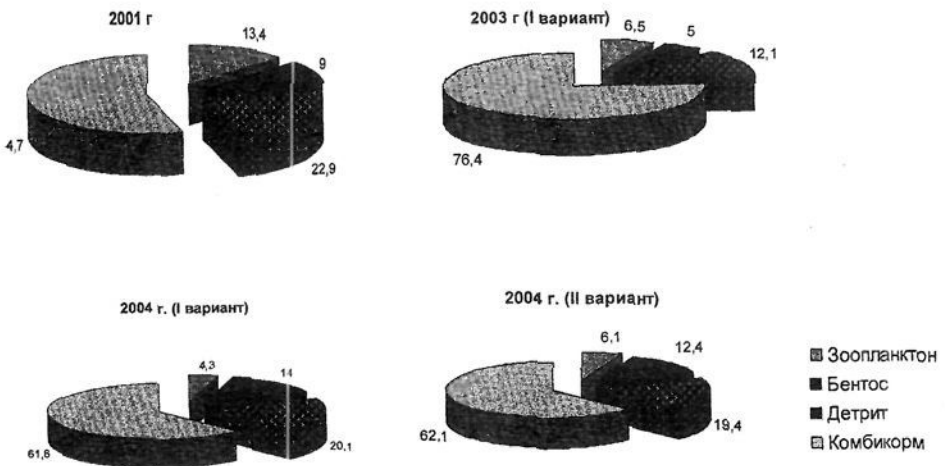 2001 г
13,4
9
4,7
22,9
2003 г (I вариант)
6,5
5
12,1
76,4
2004 г. (I вариант)
4,3
14
61,6
20,1
2004 г. (II вариант)
6,1
12,4
62,1
19,4
Зоопланктон
Бентос
Детрит
Комбикорм